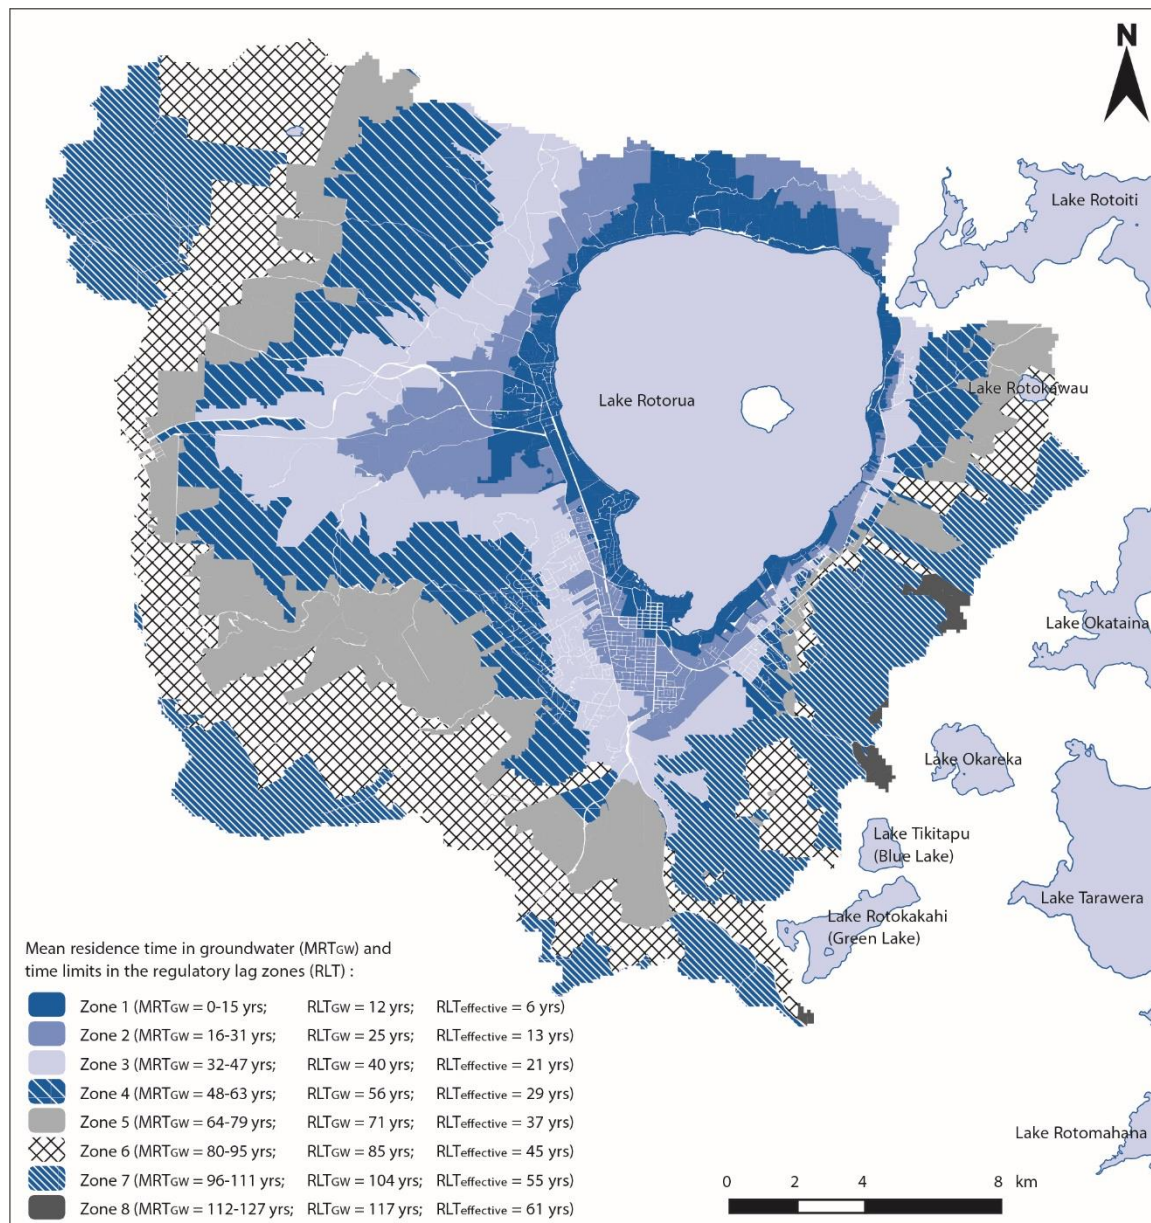 N
Lake Rotoiti
Lake Rotokawau
Lake Rotorua
Lake Okataina
Lake Okareka
Lake Tikitapu
(Blue Lake)
Lake Tarawera
Lake Rotokakahi
(Green Lake)
Lake Rotomahana
Mean residence time in groundwater (MRTGW) and
time limits in the regulatory lag zones (RLT) :
Zone 1 (MRTGW = 0-15 yrs; RLTGW = 12 yrs; RLTeffective = 6 yrs)
Zone 2 (MRTGW = 16-31 yrs; RLTGW = 25 yrs; RLTeffective = 13 yrs)
Zone 3 (MRTGW = 32-47 yrs; RLTGW = 40 yrs; RLTeffective = 21 yrs)
Zone 4 (MRTGW = 48-63 yrs; RLTGW = 56 yrs; RLTeffective = 29 yrs)
Zone 5 (MRTGW = 64-79 yrs; RLTGW = 71 yrs; RLTeffective = 37 yrs)
Zone 6 (MRTGW = 80-95 yrs; RLTGW = 85 yrs; RLTeffective = 45 yrs)
Zone 7 (MRTGW = 96-111 yrs; RLTGW = 104 yrs; RLTeffective = 55 yrs)
Zone 8 (MRTGW = 112-127 yrs; RLTGW = 117 yrs; RLTeffective = 61 yrs)
0 2 4 8 km